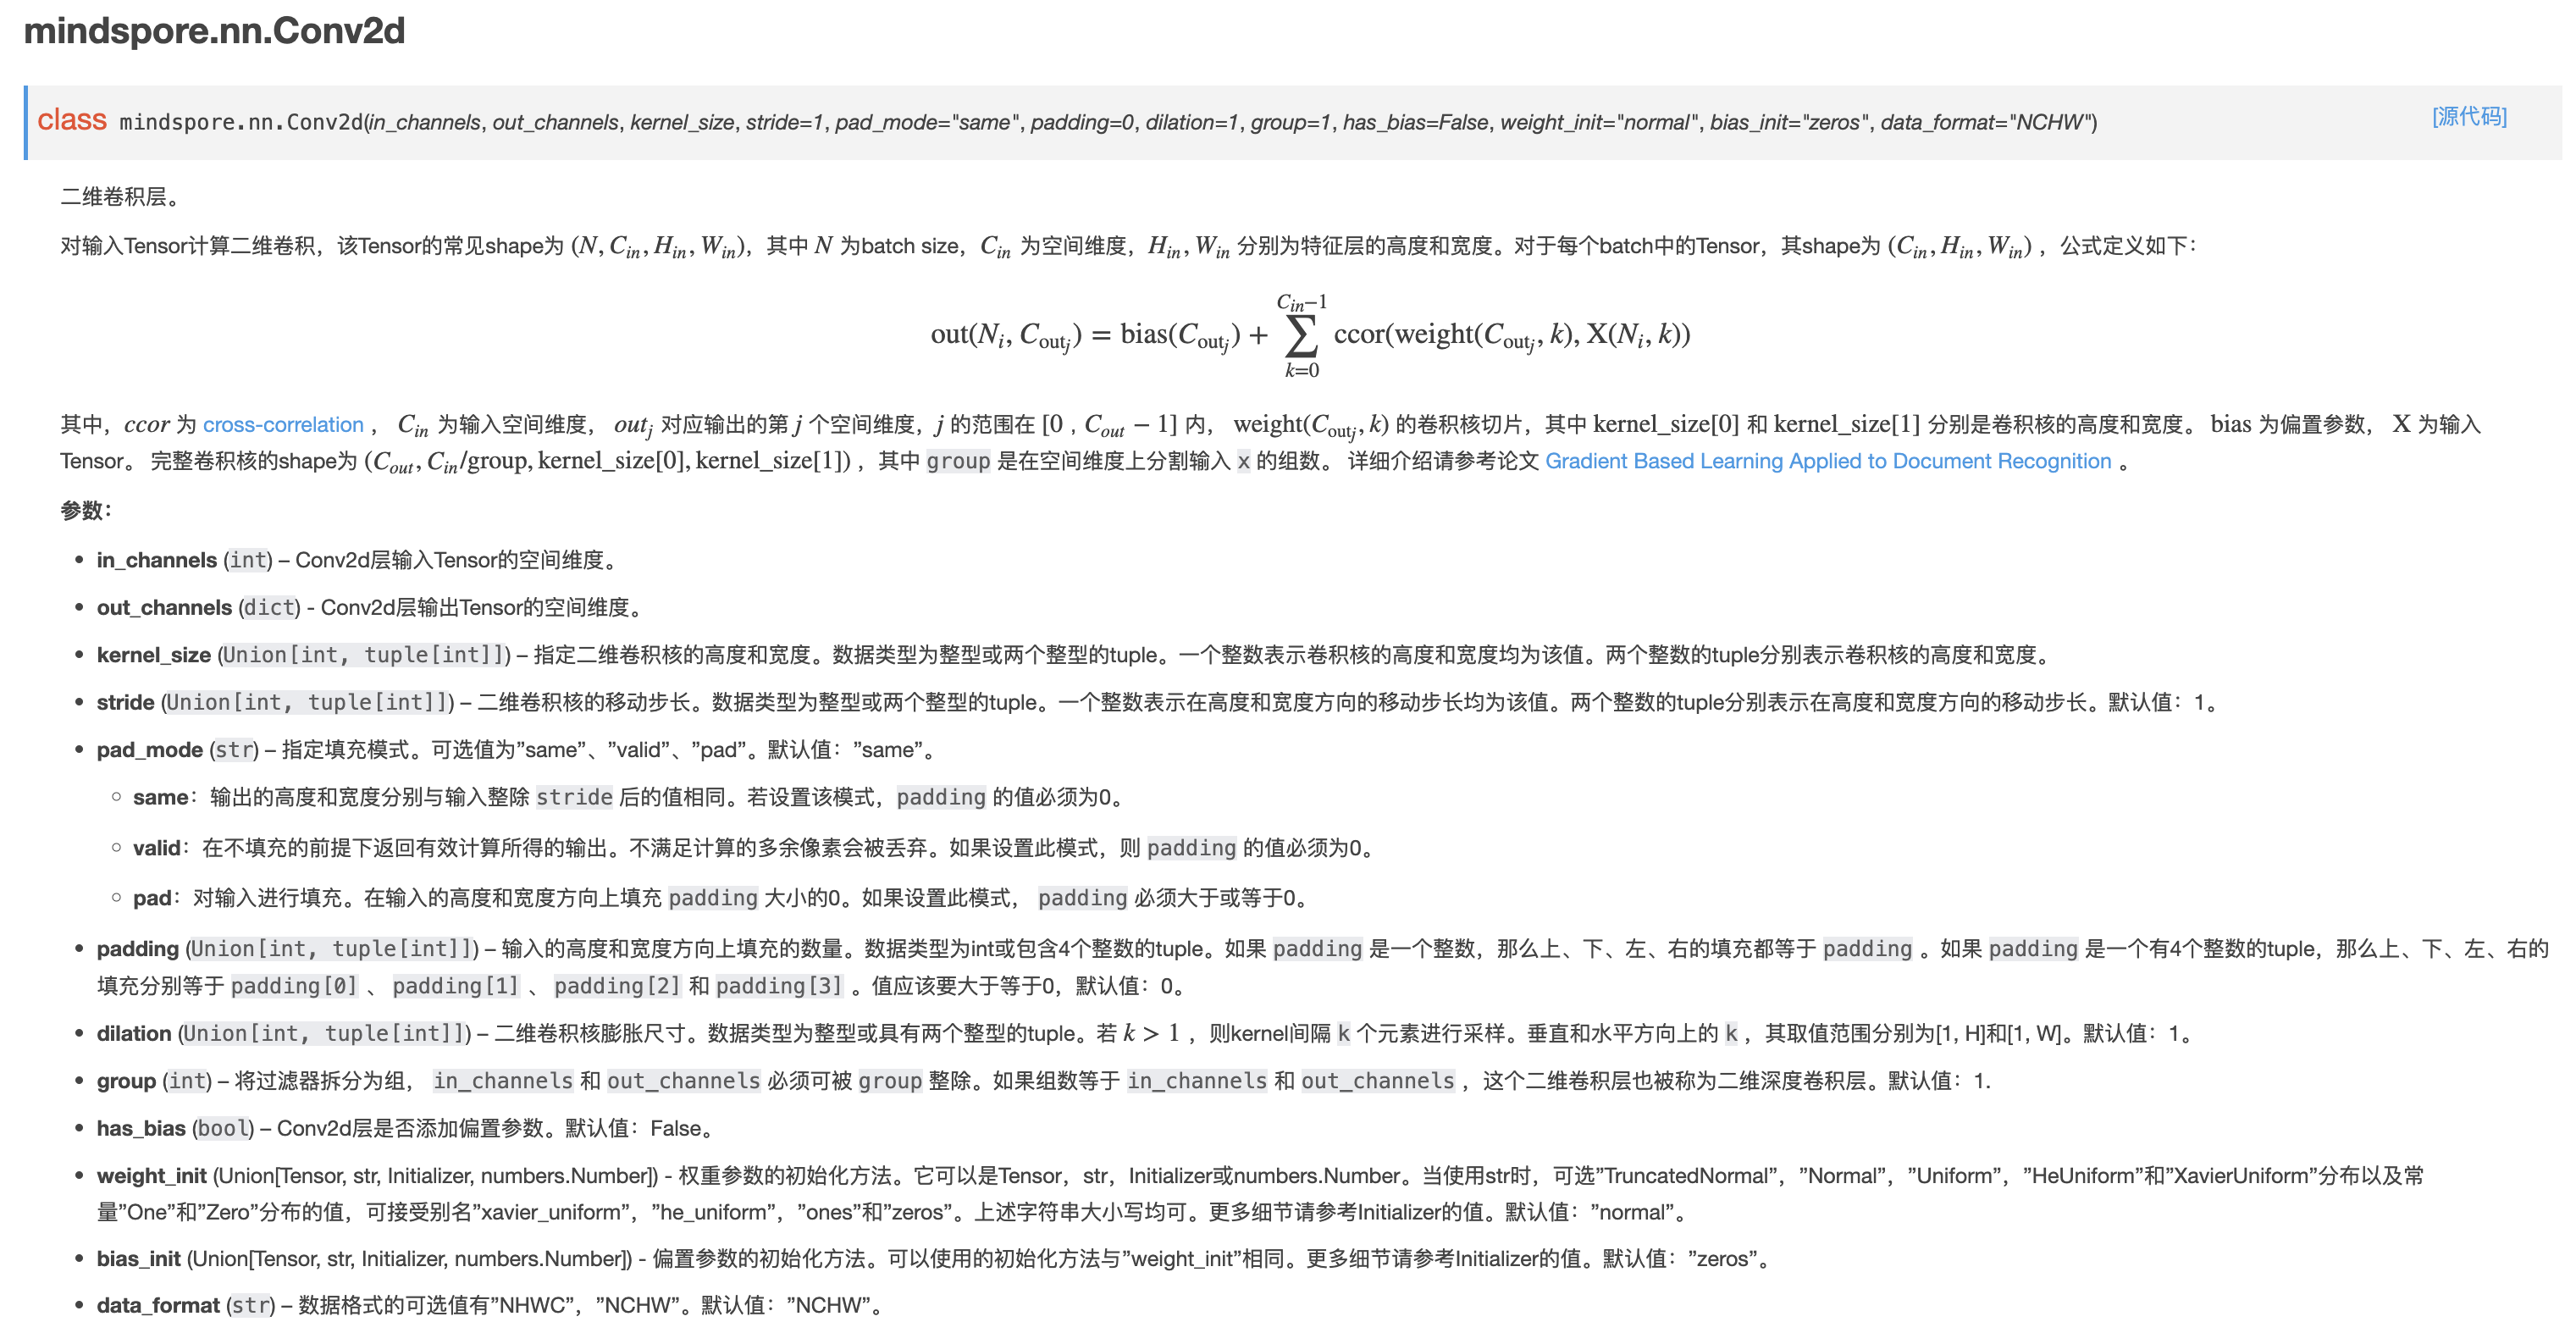 mindspore.nn.Conv2d
class mindspore.nn.Conv2d(in_channels, out_channels, kernel_size, stride=1, pad_mode="same", padding=0, dilation=1, group=1, has_bias=False, weight_init="normal", bias_init="zeros", data_format="NCHW") [源代码]
二维卷积层。
对输入Tensor计算二维卷积，该Tensor的常见shape为 (N, C_{in}, H_{in}, W_{in})，其中 N 为batch size，C_{in} 为空间维度，H_{in}, W_{in} 分别为特征层的高度和宽度。对于每个batch中的Tensor，其shape为 (C_{in}, H_{in}, W_{in}) ，公式定义如下：
out(N_i, C_{out_j}) = bias(C_{out_j}) + \sum_{k=0}^{C_{in}-1} ccor(weight(C_{out_j}, k), X(N_i, k))
其中，ccor 为 cross-correlation ， C_{in} 为输入空间维度， out_j 对应输出的第 j 个空间维度，j 的范围在 [0 , C_{out} − 1] 内， weight(C_{out_j}, k) 的卷积核切片，其中 kernel_size[0] 和 kernel_size[1] 分别是卷积核的高度和宽度。 bias 为偏置参数， X 为输入
Tensor。 完整卷积核的shape为 (C_{out}, C_{in}/group, kernel_size[0], kernel_size[1]) ，其中 group 是在空间维度上分割输入 x 的组数。 详细介绍请参考论文 Gradient Based Learning Applied to Document Recognition 。
参数：
• in_channels (int) – Conv2d层输入Tensor的空间维度。
• out_channels (dict) - Conv2d层输出Tensor的空间维度。
• kernel_size (Union[int, tuple[int]]) – 指定二维卷积核的高度和宽度。数据类型为整型或两个整型的tuple。一个整数表示卷积核的高度和宽度均为该值。两个整数的tuple分别表示卷积核的高度和宽度。
• stride (Union[int, tuple[int]]) – 二维卷积核的移动步长。数据类型为整型或两个整型的tuple。一个整数表示在高度和宽度方向的移动步长均为该值。两个整数的tuple分别表示在高度和宽度方向的移动步长。默认值：1。
• pad_mode (str) – 指定填充模式。可选值为”same”、”valid”、”pad”。默认值：”same”。
◦ same：输出的高度和宽度分别与输入整除 stride 后的值相同。若设置该模式，padding 的值必须为0。
◦ valid：在不填充的前提下返回有效计算所得的输出。不满足计算的多余像素会被丢弃。如果设置此模式，则 padding 的值必须为0。
◦ pad：对输入进行填充。在输入的高度和宽度方向上填充 padding 大小的0。如果设置此模式， padding 必须大于或等于0。
• padding (Union[int, tuple[int]]) – 输入的高度和宽度方向上填充的数量。数据类型为int或包含4个整数的tuple。如果 padding 是一个整数，那么上、下、左、右的填充都等于 padding 。如果 padding 是一个有4个整数的tuple，那么上、下、左、右的
填充分别等于 padding[0] 、 padding[1] 、 padding[2] 和 padding[3] 。值应该要大于等于0，默认值：0。
• dilation (Union[int, tuple[int]]) – 二维卷积核膨胀尺寸。数据类型为整型或具有两个整型的tuple。若 k > 1 ，则kernel间隔 k 个元素进行采样。垂直和水平方向上的 k ，其取值范围分别为[1, H]和[1, W]。默认值：1。
• group (int) – 将过滤器拆分为组， in_channels 和 out_channels 必须可被 group 整除。如果组数等于 in_channels 和 out_channels ，这个二维卷积层也被称为二维深度卷积层。默认值：1.
• has_bias (bool) – Conv2d层是否添加偏置参数。默认值：False。
• weight_init (Union[Tensor, str, Initializer, numbers.Number]) - 权重参数的初始化方法。它可以是Tensor，str，Initializer或numbers.Number。当使用str时，可选”TruncatedNormal”，”Normal”，”Uniform”，”HeUniform”和”XavierUniform”分布以及常
量”One”和”Zero”分布的值，可接受别名”xavier_uniform”，”he_uniform”，”ones”和”zeros”。上述字符串大小写均可。更多细节请参考Initializer的值。默认值：”normal”。
• bias_init (Union[Tensor, str, Initializer, numbers.Number]) - 偏置参数的初始化方法。可以使用的初始化方法与”weight_init”相同。更多细节请参考Initializer的值。默认值：”zeros”。
• data_format (str) – 数据格式的可选值有”NHWC”，”NCHW”。默认值：”NCHW”。